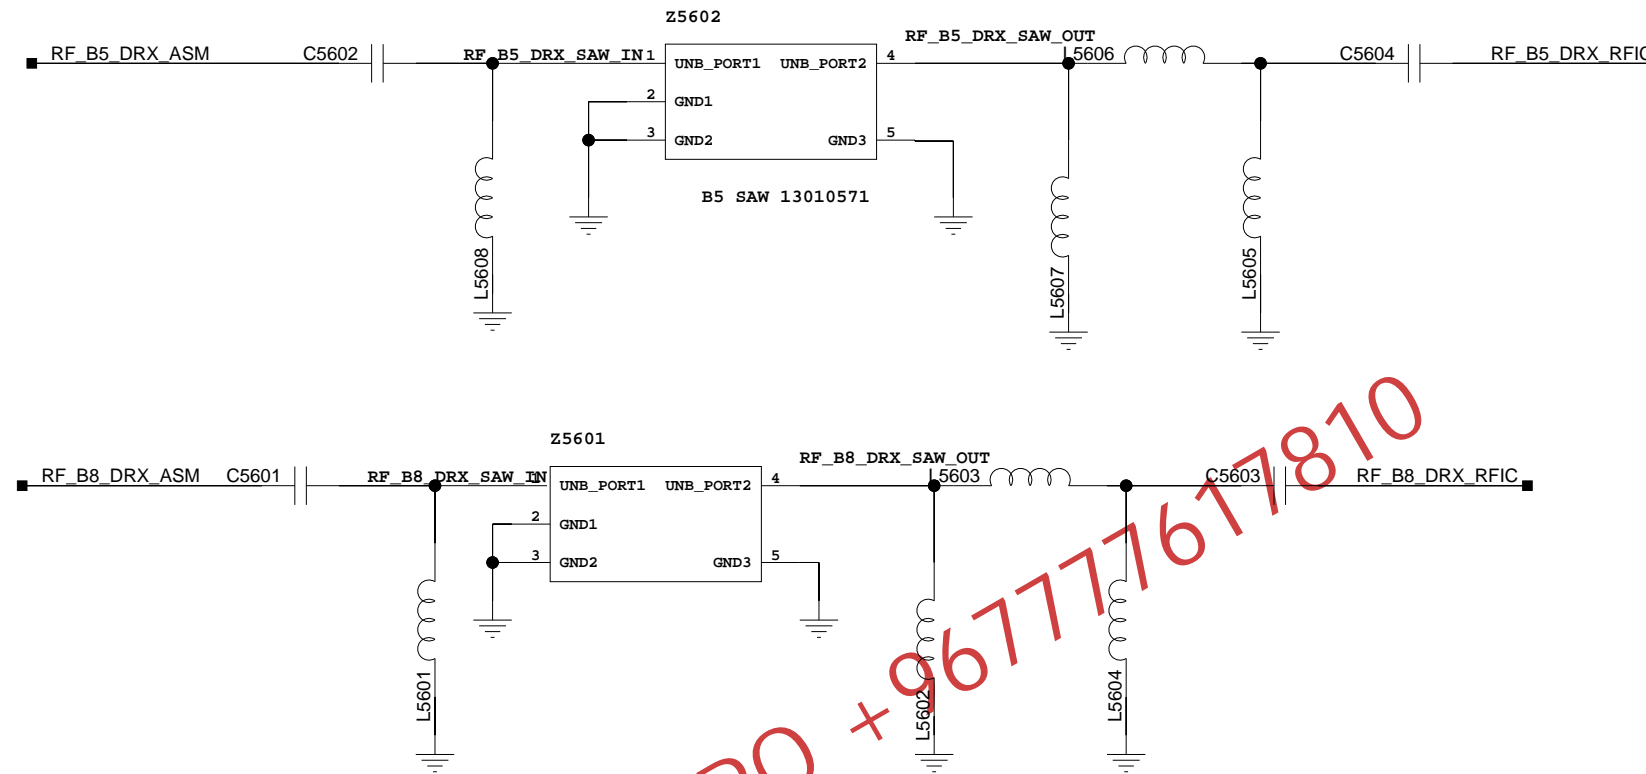 Z5602
RF_B5_DRX_ASM C5602 RF_B5_DRX_SAW_IN 1 UNB_PORT1 UNB_PORT2 4 RF_B5_DRX_SAW_OUT L5606 C5604 RF_B5_DRX_RFIC
2 GND1
3 GND2 GND3 5
B5 SAW 13010571
L5608 L5607 L5605
Z5601
RF_B8_DRX_ASM C5601 RF_B8_DRX_SAW_IN 1 UNB_PORT1 UNB_PORT2 4 RF_B8_DRX_SAW_OUT L5603 C5603 RF_B8_DRX_RFIC
2 GND1
3 GND2 GND3 5
L5601 L5602 L5604
+967777617810